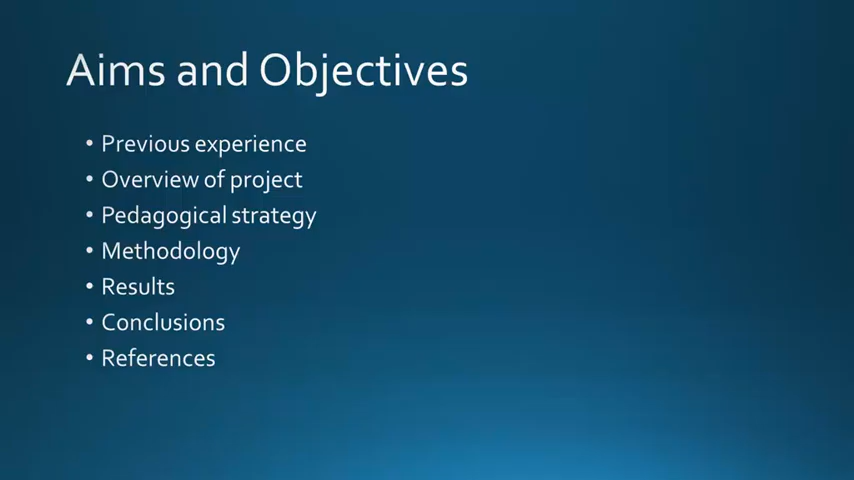 Aims and Objectives
• Previous experience
• Overview of project
• Pedagogical strategy
• Methodology
• Results
• Conclusions
• References